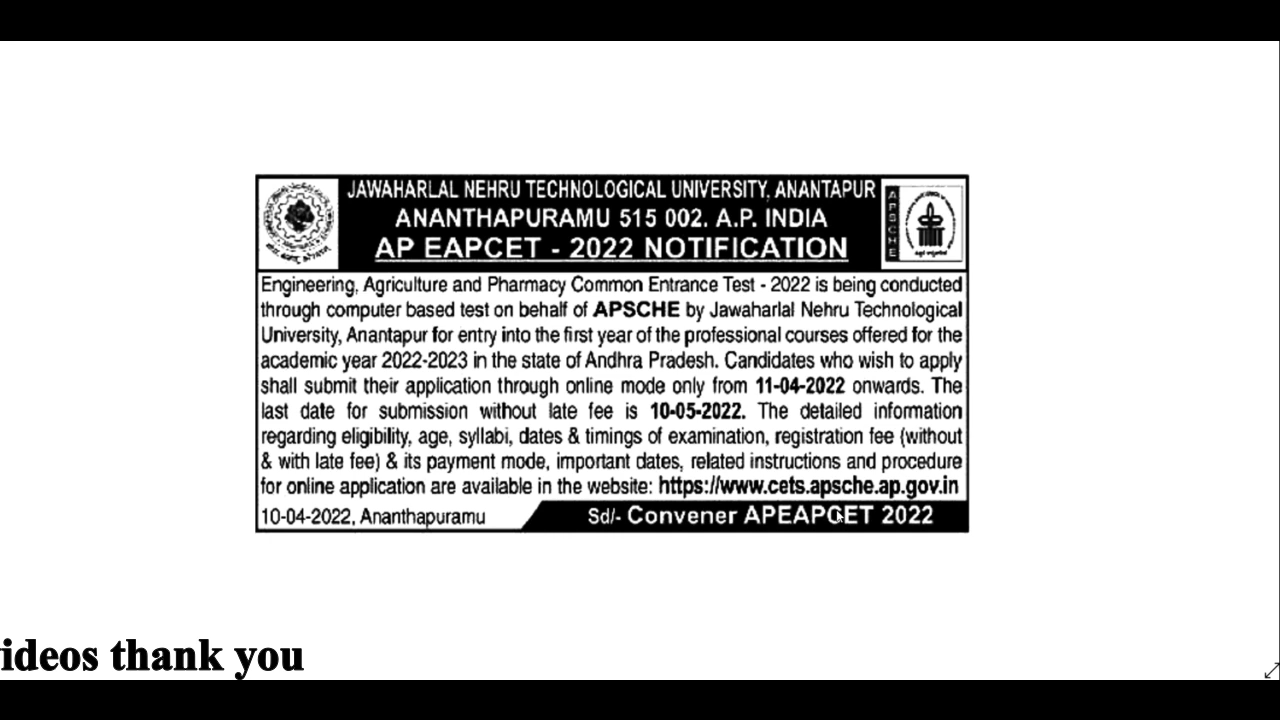 JAWAHARLAL NEHRU TECHNOLOGICAL UNIVERSITY, ANANTAPUR
ANANTHAPURAMU 515 002. A.P. INDIA
AP EAPCET - 2022 NOTIFICATION
APSCHE
Engineering, Agriculture and Pharmacy Common Entrance Test - 2022 is being conducted
through computer based test on behalf of APSCHE by Jawaharlal Nehru Technological
University, Anantapur for entry into the first year of the professional courses offered for the
academic year 2022-2023 in the state of Andhra Pradesh. Candidates who wish to apply
shall submit their application through online mode only from 11-04-2022 onwards. The
last date for submission without late fee is 10-05-2022. The detailed information
regarding eligibility, age, syllabi, dates & timings of examination, registration fee (without
& with late fee) & its payment mode, important dates, related instructions and procedure
for online application are available in the website: https://www.cets.apsche.ap.gov.in
10-04-2022, Ananthapuramu
Sd/- Convener APEAPCET 2022
ideos thank you